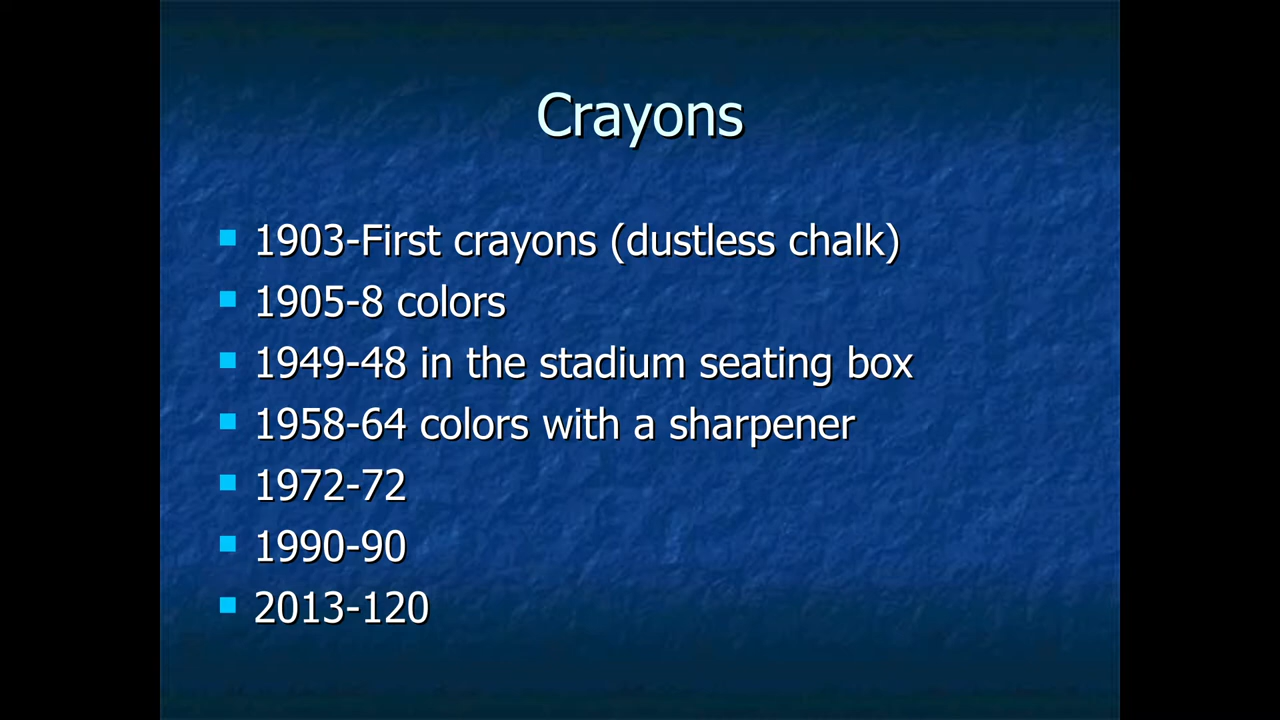 Crayons
1903-First crayons (dustless chalk)
1905-8 colors
1949-48 in the stadium seating box
1958-64 colors with a sharpener
1972-72
1990-90
2013-120